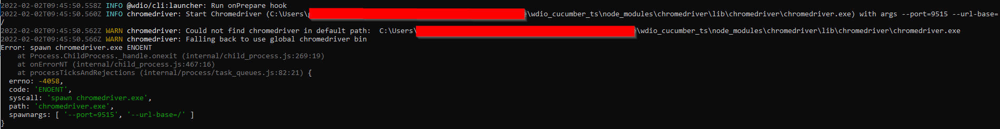 2022-02-02T09:45:50.558Z INFO @wdio/cli:launcher: Run onPrepare hook
2022-02-02T09:45:50.560Z INFO chromedriver: Start Chromedriver (C:\Users\ \wdio_cucumber_ts\node_modules\chromedriver\lib\chromedriver\chromedriver.exe) with args --port=9515 --url-base=
/
2022-02-02T09:45:50.562Z WARN chromedriver: Could not find chromedriver in default path:  C:\Users\ \wdio_cucumber_ts\node_modules\chromedriver\lib\chromedriver\chromedriver.exe
2022-02-02T09:45:50.566Z WARN chromedriver: Falling back to use global chromedriver bin
Error: spawn chromedriver.exe ENOENT
    at Process.ChildProcess._handle.onexit (internal/child_process.js:269:19)
    at onErrorNT (internal/child_process.js:467:16)
    at processTicksAndRejections (internal/process/task_queues.js:82:21) {
  errno: -4058,
  code: 'ENOENT',
  syscall: 'spawn chromedriver.exe',
  path: 'chromedriver.exe',
  spawnargs: [ '--port=9515', '--url-base=/' ]
}